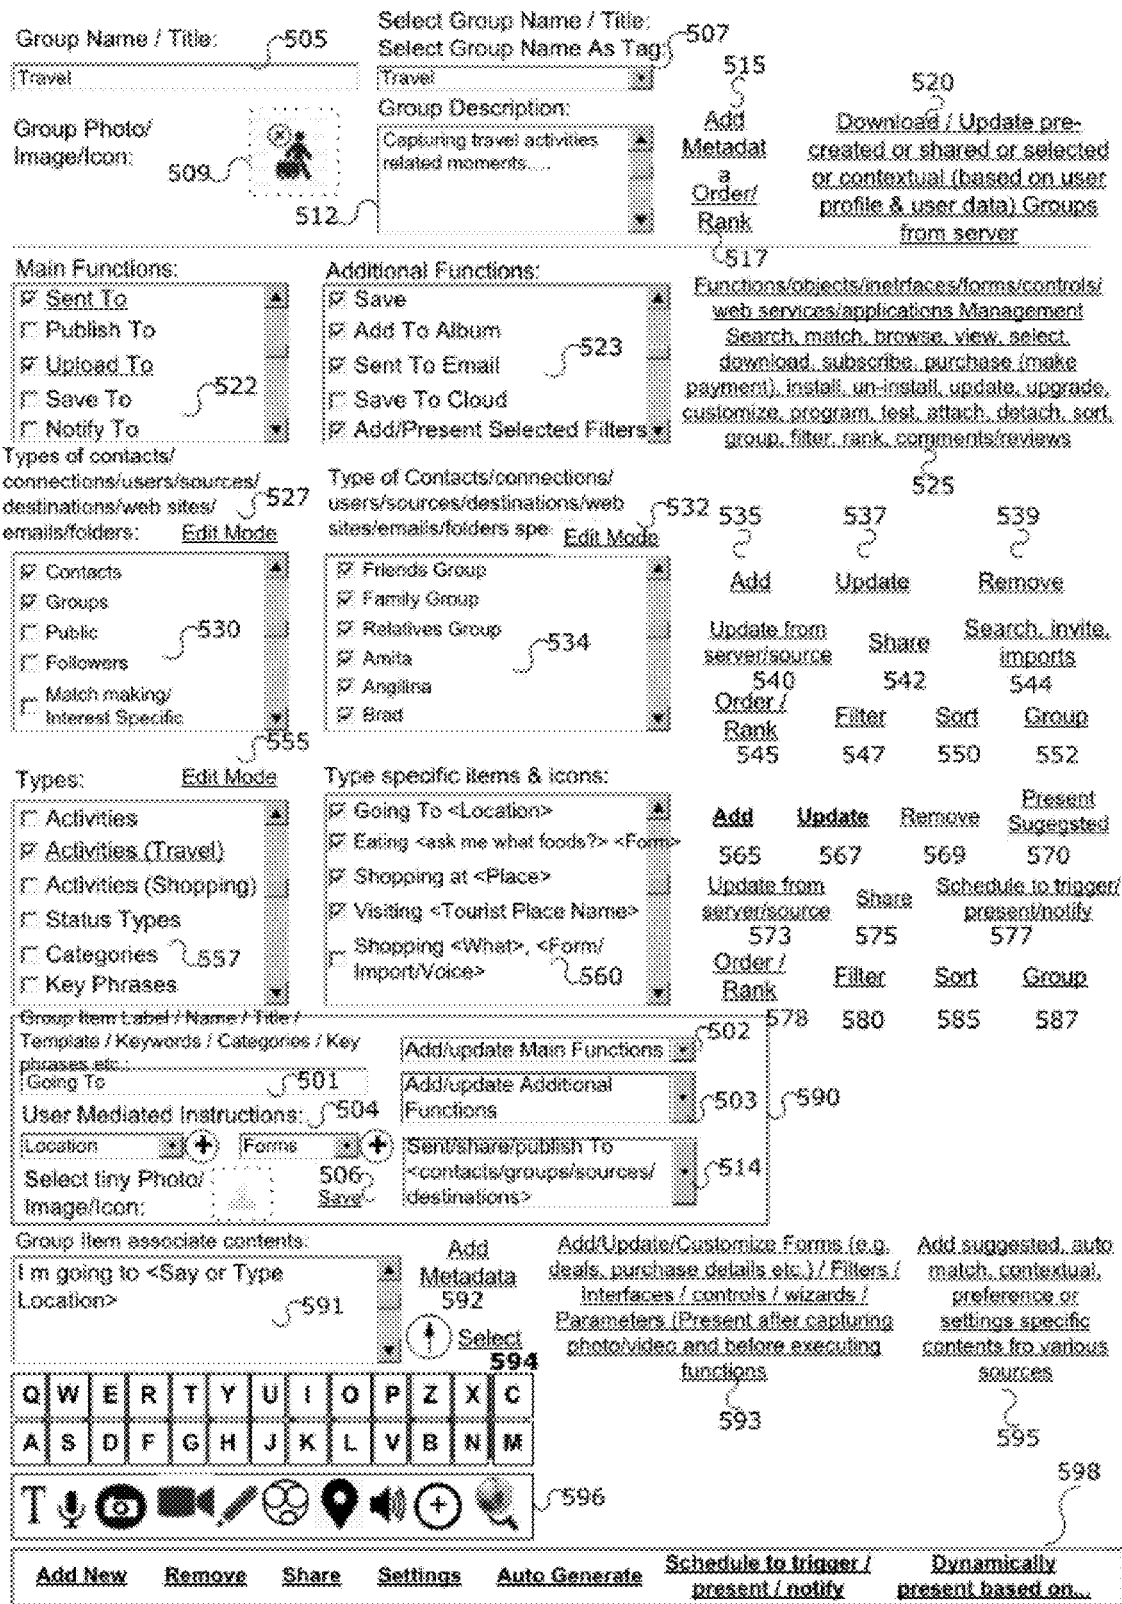 Group Name / Title:
505
Travel
Select Group Name / Title:
Select Group Name As Tag:
507
Travel
Group Photo/
Image/Icon:
509
Group Description:
Capturing travel activities
related moments....
512
515
Add
Metadat
a
Order/
Rank
517
520
Download / Update pre-
created or shared or selected
or contextual (based on user
profile & user data) Groups
from server
Main Functions:
Sent To
Publish To
Upload To
Save To
Notify To
522
Additional Functions:
Save
Add To Album
Sent To Email
Save To Cloud
Add/Present Selected Filters
523
Functions/objects/inetrfaces/forms/controls/
web services/applications Management
Search, match, browse, view, select,
download, subscribe, purchase (make
payment), install, un-install, update, upgrade,
customize, program, test, attach, detach, sort,
group, filter, rank, comments/reviews
525
Types of contacts/
connections/users/sources/
destinations/web sites/
emails/folders:
527
Edit Mode
Contacts
Groups
Public
Followers
Match making/
Interest Specific
530
Type of Contacts/connections/
users/sources/destinations/web
sites/emails/folders spe
532
Edit Mode
Friends Group
Family Group
Relatives Group
Amita
Angilina
Brad
534
535 537 539
Add Update Remove
Update from
server/source
540
Share
542
Search, invite,
imports
544
Order /
Rank
545
Filter
547
Sort
550
Group
552
555
Types:
Edit Mode
Activities
Activities (Travel)
Activities (Shopping)
Status Types
Categories
Key Phrases
557
Type specific items & icons:
Going To <Location>
Eating <ask me what foods?> <Form>
Shopping at <Place>
Visiting <Tourist Place Name>
Shopping <What>, <Form/
Import/Voice>
560
Add
565
Update
567
Remove
569
Present
Sugegsted
570
Update from
server/source
573
Share
575
Schedule to trigger/
present/notify
577
Order /
Rank
578
Filter
580
Sort
585
Group
587
Group Item Label / Name / Title /
Template / Keywords / Categories / Key
phrases etc.:
Going To
501
User Mediated Instructions:
504
Location
Forms
Select tiny Photo/
Image/Icon:
506
Save
Add/update Main Functions
502
Add/update Additional
Functions
503
590
Sent/share/publish To
<contacts/groups/sources/
destinations>
514
Group Item associate contents:
I m going to <Say or Type
Location>
591
Add
Metadata
592
Select
594
Add/Update/Customize Forms (e.g.
deals, purchase details etc.) / Filters /
Interfaces / controls / wizards /
Parameters (Present after capturing
photo/video and before executing
functions
593
Add suggested, auto
match, contextual,
preference or
settings specific
contents fro various
sources
595
Q W E R T Y U I O P Z X C
A S D F G H J K L V B N M
T
596
598
Add New Remove Share Settings Auto Generate
Schedule to trigger /
present / notify
Dynamically
present based on...